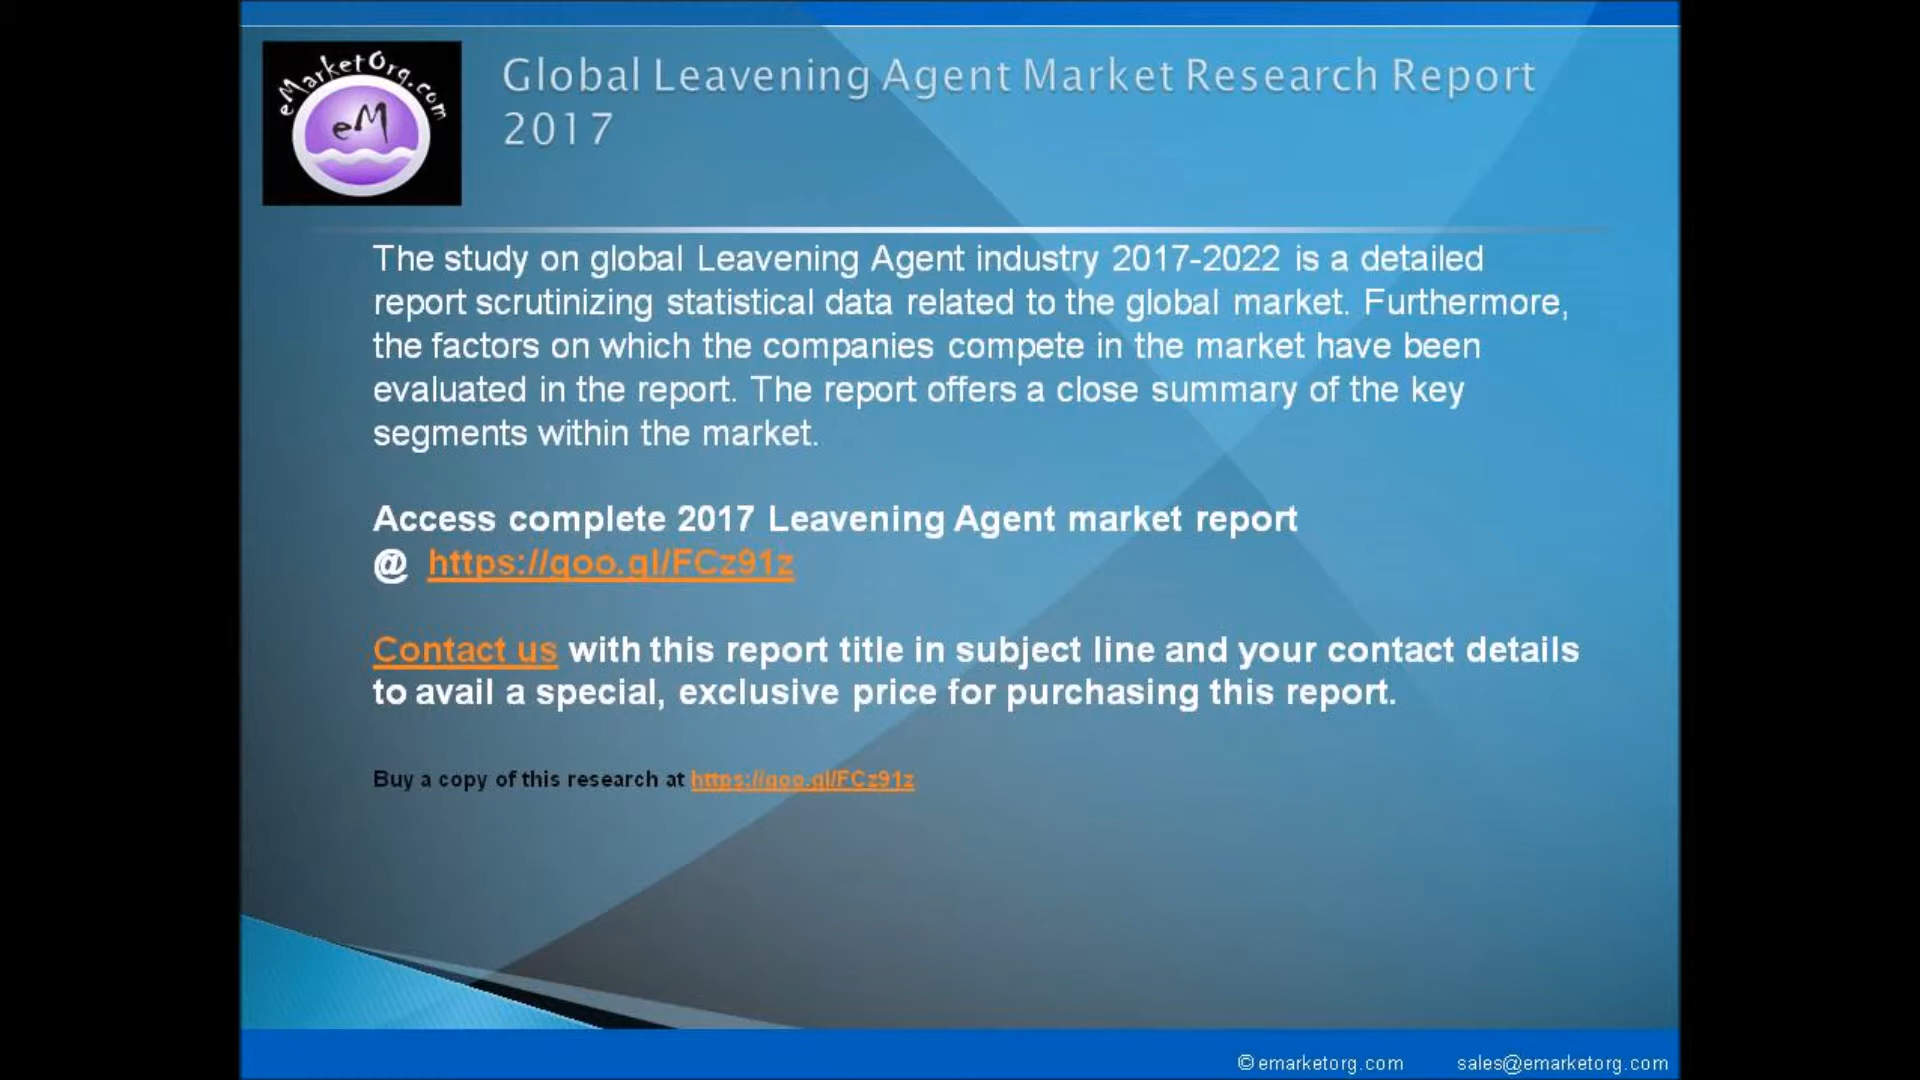 eMarketOrg.com
eM
Global Leavening Agent Market Research Report
2017
The study on global Leavening Agent industry 2017-2022 is a detailed
report scrutinizing statistical data related to the global market. Furthermore,
the factors on which the companies compete in the market have been
evaluated in the report. The report offers a close summary of the key
segments within the market.
Access complete 2017 Leavening Agent market report
@ https://goo.gl/FCz91z
Contact us with this report title in subject line and your contact details
to avail a special, exclusive price for purchasing this report.
Buy a copy of this research at https://goo.gl/FCz91z
© emarketorg.com sales@emarketorg.com